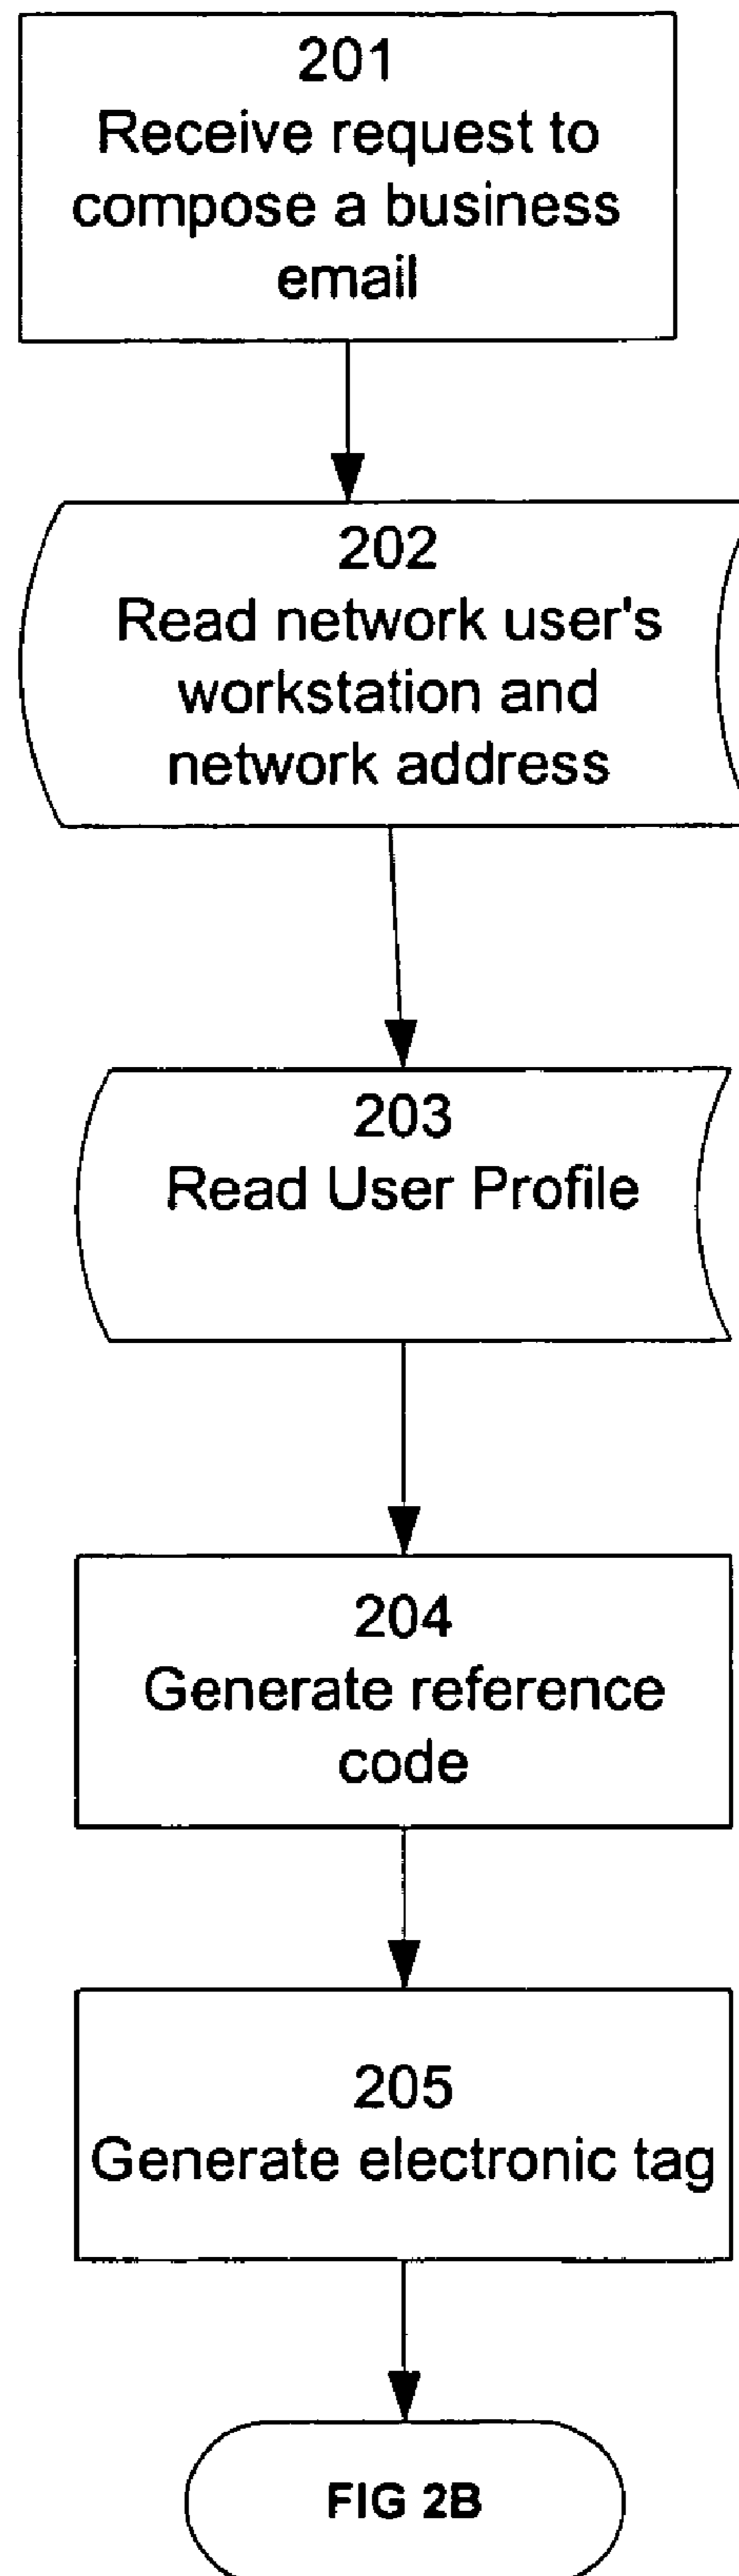 201
Receive request to
compose a business
email
202
Read network user's
workstation and
network address
203
Read User Profile
204
Generate reference
code
205
Generate electronic tag
FIG 2B